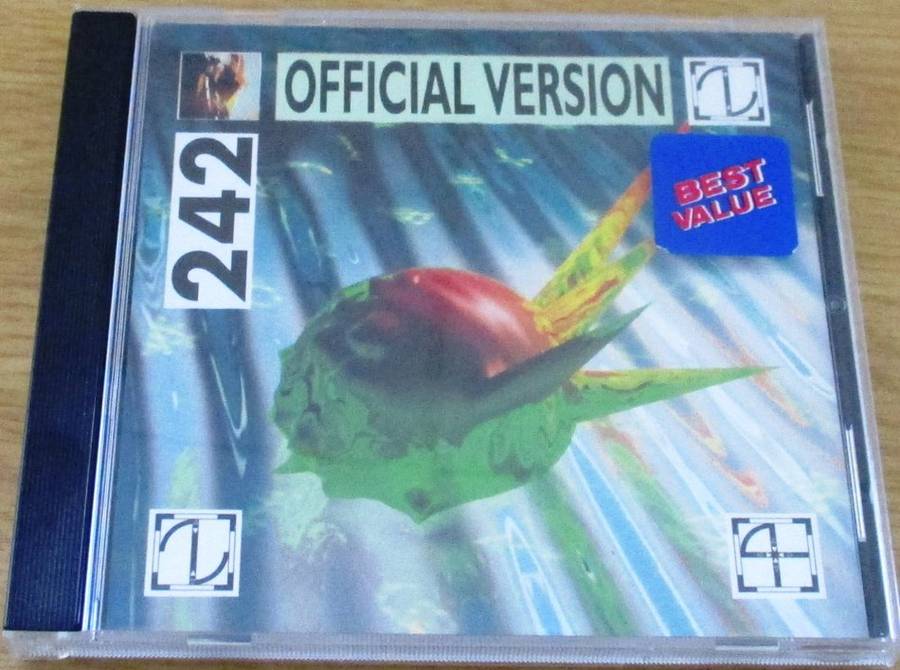 OFFICIAL VERSION
242
BEST
VALUE